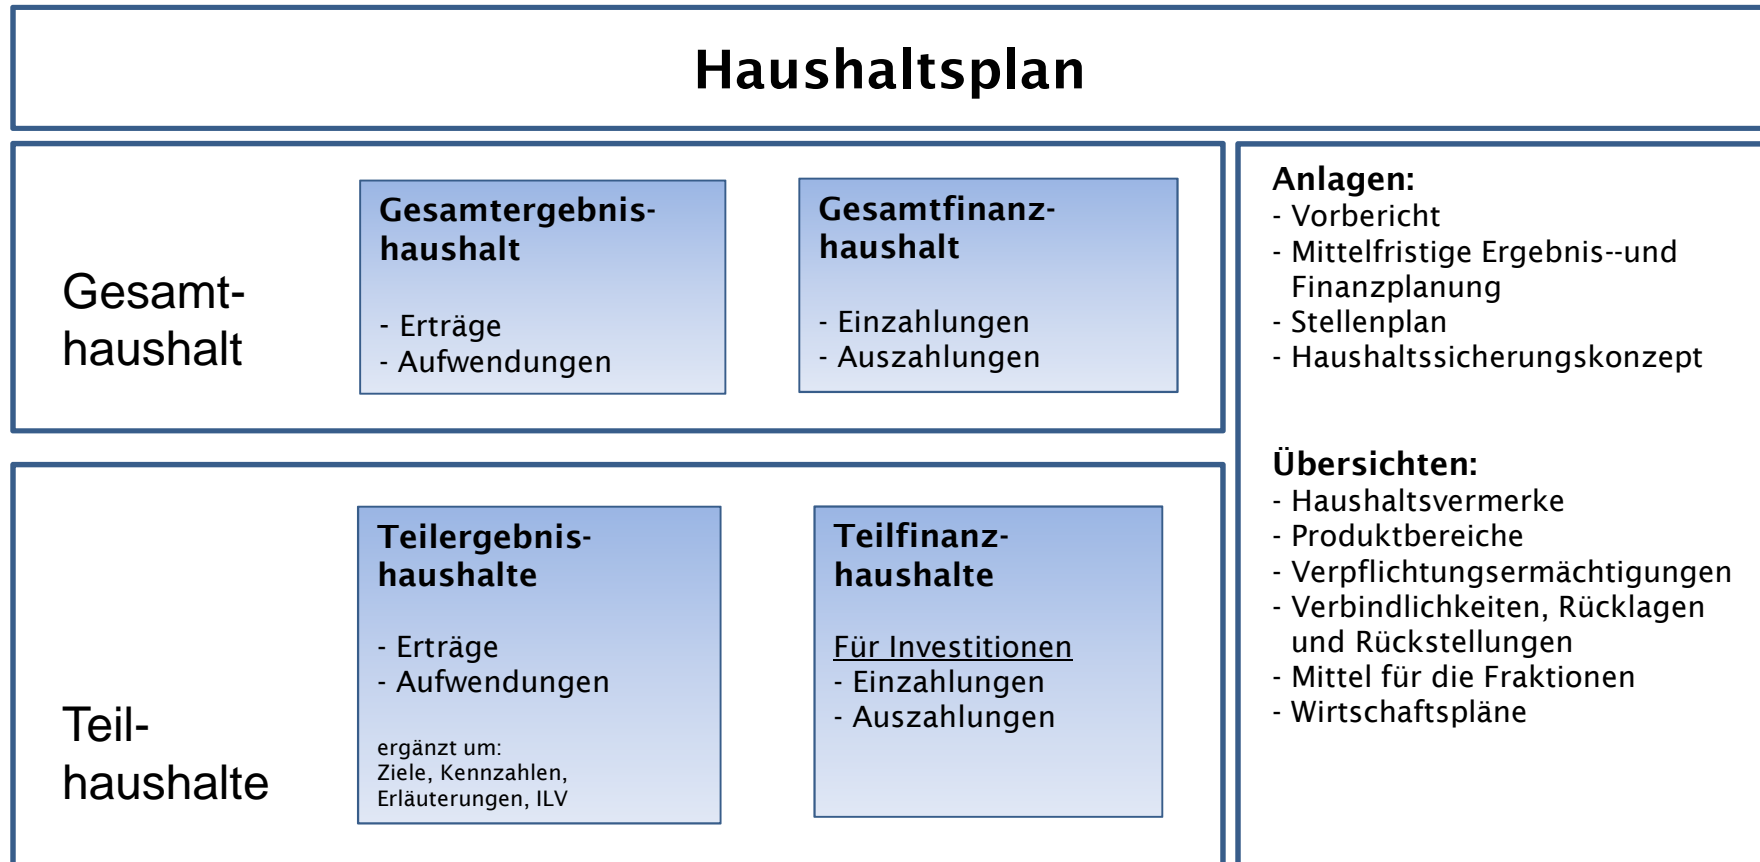 Haushaltsplan
Gesamt-
haushalt
Gesamtergebnis-
haushalt
- Erträge
- Aufwendungen
Gesamtfinanz-
haushalt
- Einzahlungen
- Auszahlungen
Teil-
haushalte
Teilergebnis-
haushalte
- Erträge
- Aufwendungen
ergänzt um:
Ziele, Kennzahlen,
Erläuterungen, ILV
Teilfinanz-
haushalte
Für Investitionen
- Einzahlungen
- Auszahlungen
Anlagen:
- Vorbericht
- Mittelfristige Ergebnis--und
Finanzplanung
- Stellenplan
- Haushaltssicherungskonzept
Übersichten:
- Haushaltsvermerke
- Produktbereiche
- Verpflichtungsermächtigungen
- Verbindlichkeiten, Rücklagen
und Rückstellungen
- Mittel für die Fraktionen
- Wirtschaftspläne